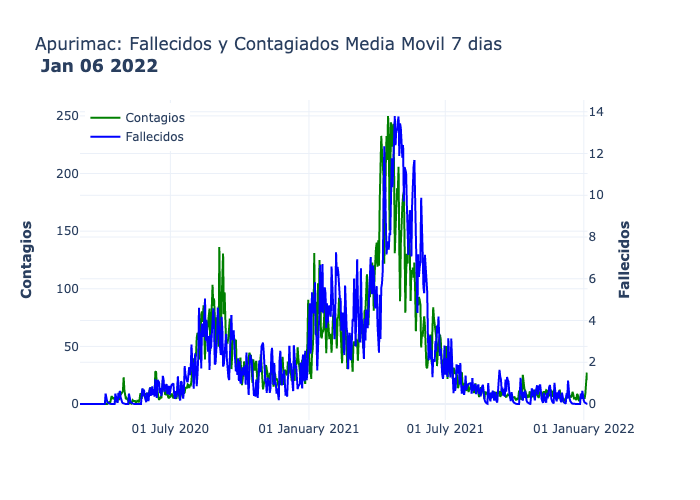 Apurimac: Fallecidos y Contagiados Media Movil 7 dias
Jan 06 2022
Contagios
Fallecidos
250
200
150
100
50
0
14
12
10
8
6
4
2
0
01 July 2020
01 January 2021
01 July 2021
01 January 2022
Contagios
Fallecidos